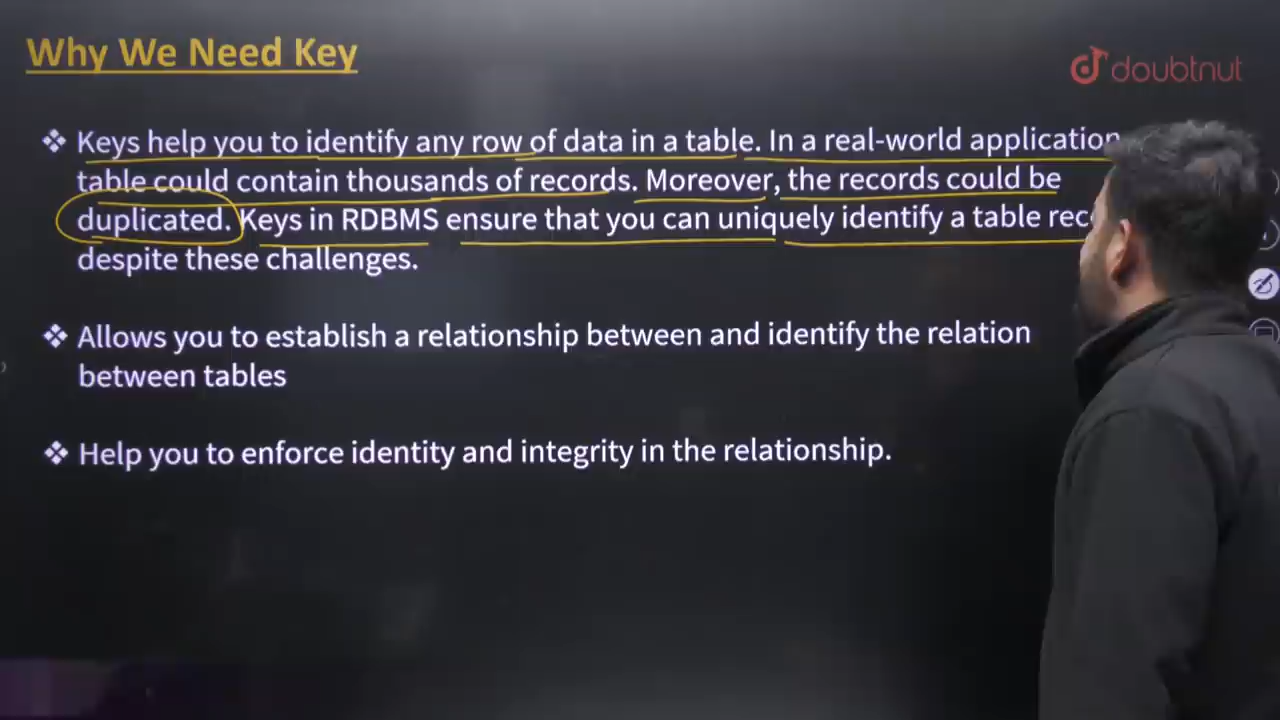 Why We Need Key
doubtnut
❖ Keys help you to identify any row of data in a table. In a real-world application
table could contain thousands of records. Moreover, the records could be
duplicated. Keys in RDBMS ensure that you can uniquely identify a table
despite these challenges.
❖ Allows you to establish a relationship between and identify the relation
between tables
❖ Help you to enforce identity and integrity in the relationship.